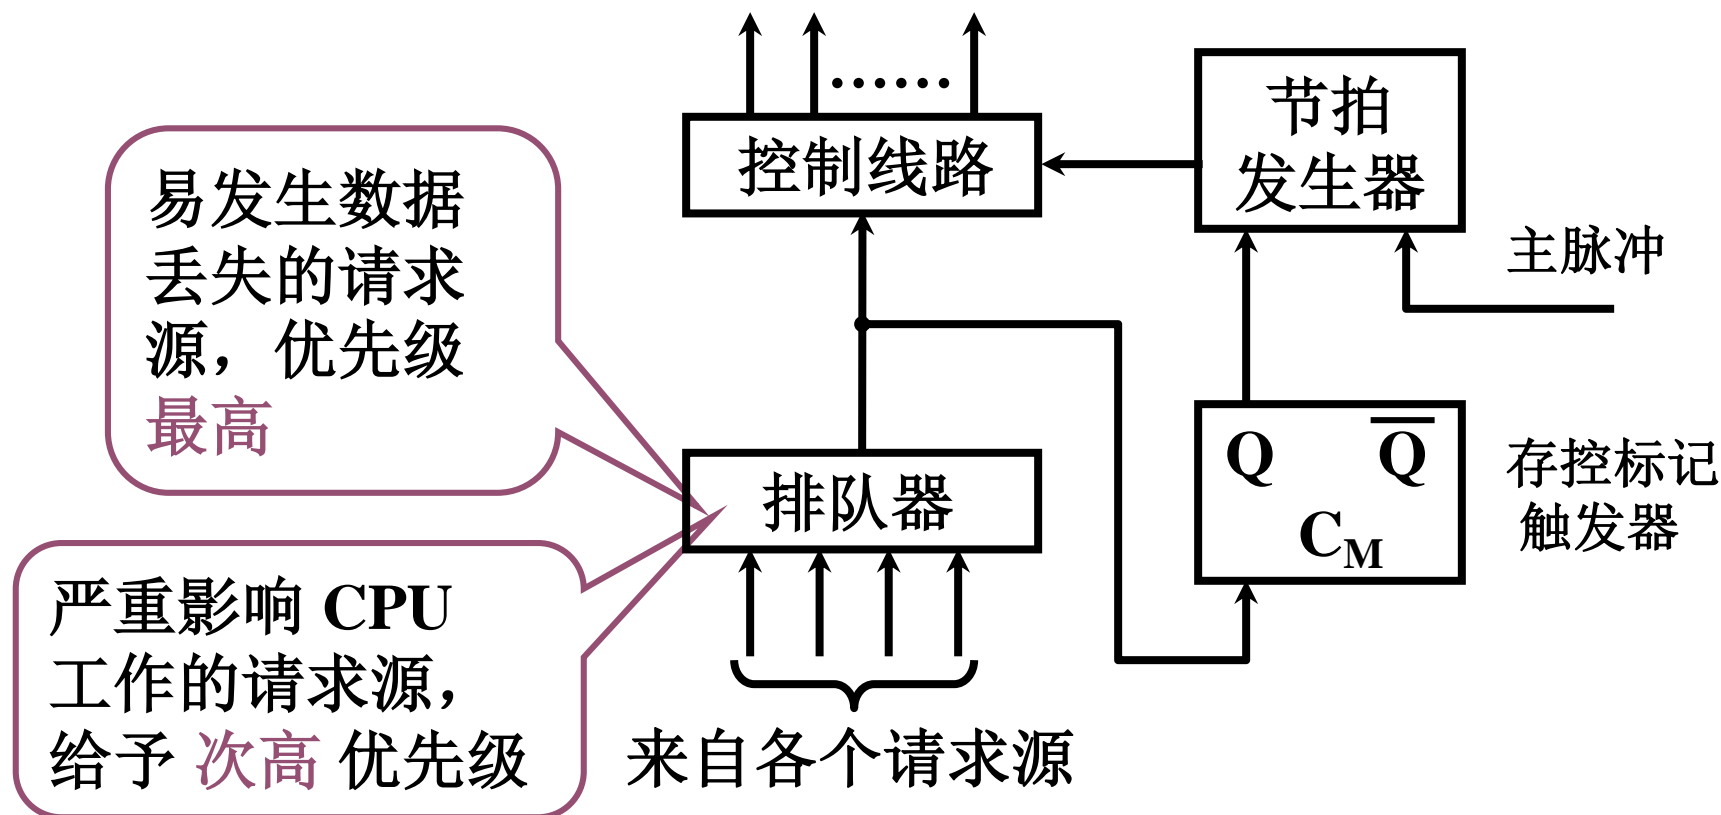 控制线路
节拍
发生器
主脉冲
易发生数据
丢失的请求
源，优先级
最高
排队器
Q Q̅
C_M
存控标记
触发器
严重影响 CPU
工作的请求源，
给予 次高 优先级
来自各个请求源